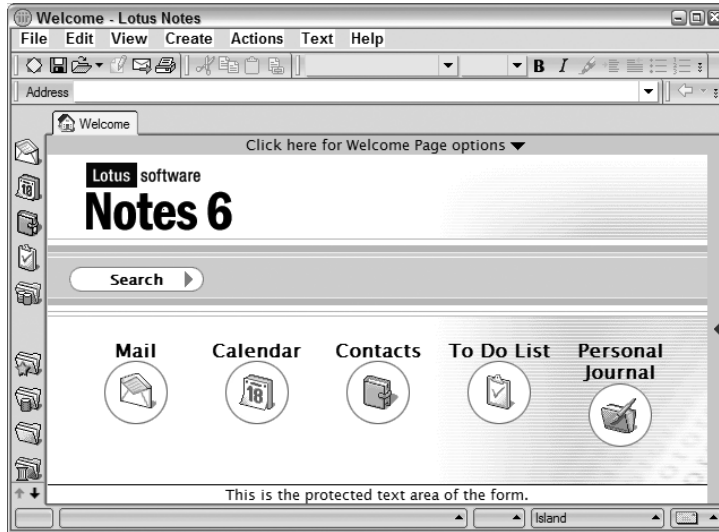 Welcome - Lotus Notes
File Edit View Create Actions Text Help
B I
Address
Welcome
Click here for Welcome Page options
Lotus software
Notes 6
Search
Mail Calendar Contacts To Do List Personal Journal
18
18
This is the protected text area of the form.
Island